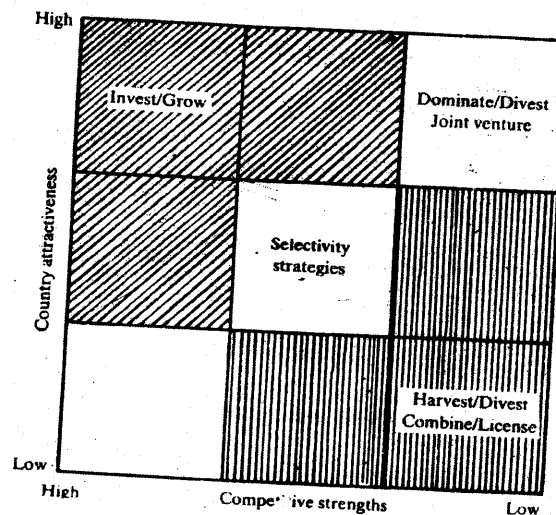 High
Invest/Grow
Dominate/Divest
Joint venture
Country attractiveness
Selectivity
strategies
Harvest/Divest
Combine/License
Low
High
strengths
Low